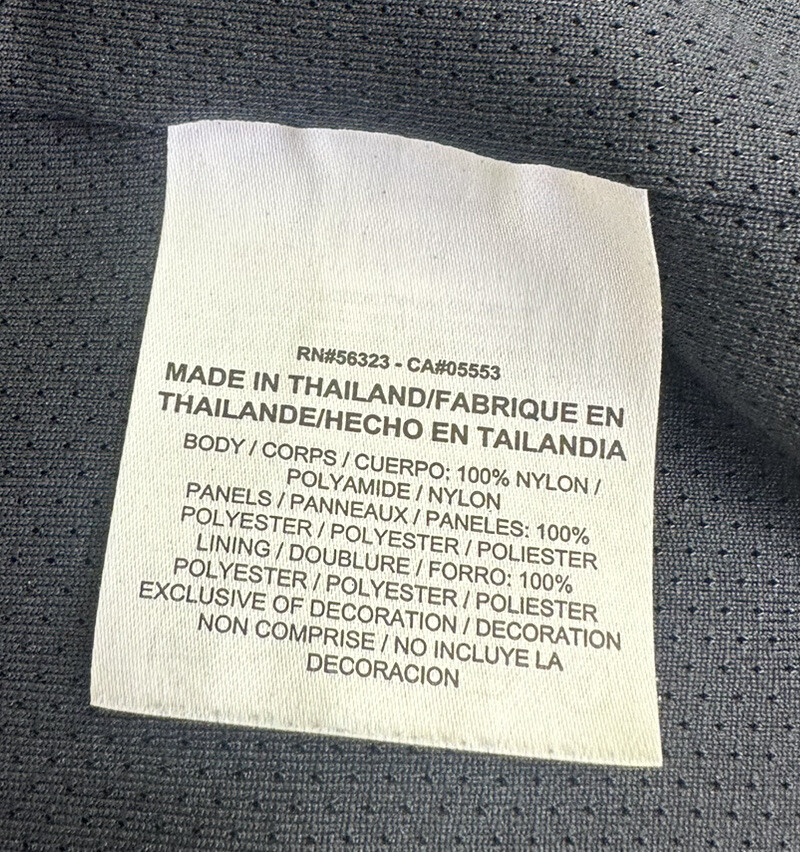 RN#56323 - CA#05553
MADE IN THAILAND/FABRIQUE EN
THAILANDE/HECHO EN TAILANDIA
BODY / CORPS / CUERPO: 100% NYLON /
POLYAMIDE / NYLON
PANELS / PANNEAUX / PANELES: 100%
POLYESTER / POLYESTER / POLIESTER
LINING / DOUBLURE / FORRO: 100%
POLYESTER / POLYESTER / POLIESTER
EXCLUSIVE OF DECORATION / DECORATION
NON COMPRISE / NO INCLUYE LA
DECORACION